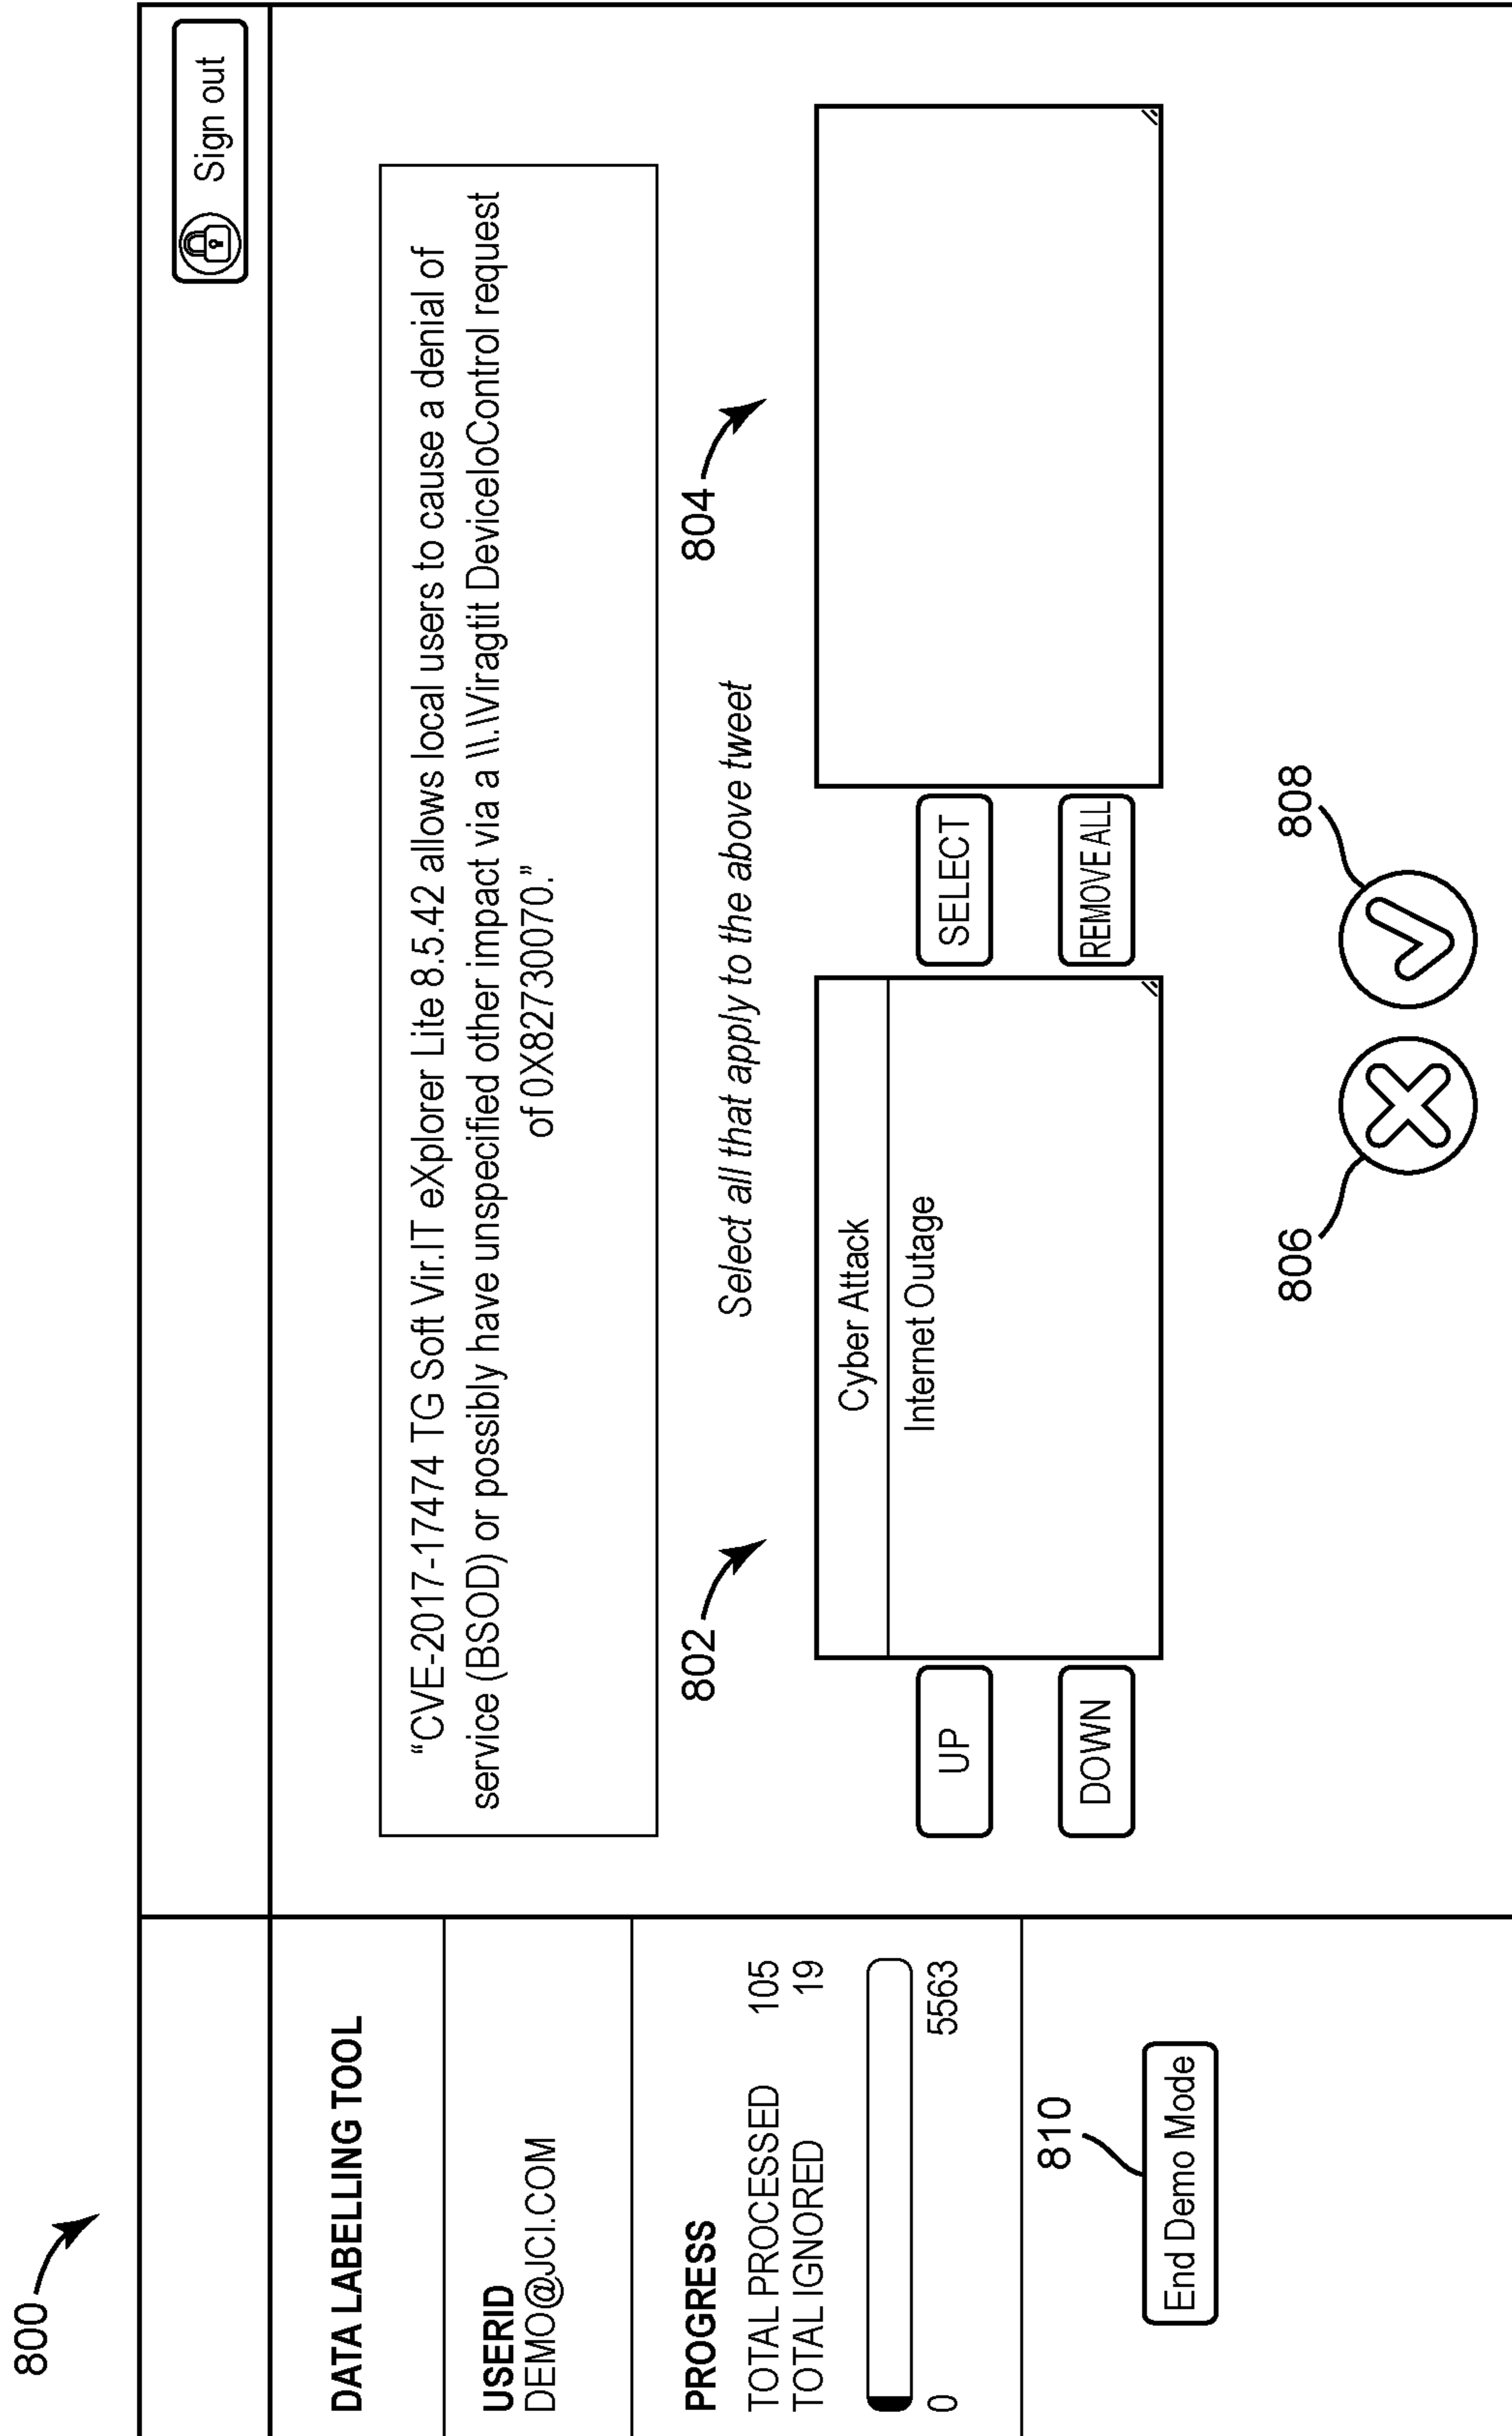 800
Sign out
DATA LABELLING TOOL
USERID
DEMO@JCI.COM
PROGRESS
TOTAL PROCESSED 105
TOTAL IGNORED 19
0 5563
810
End Demo Mode
“CVE-2017-17474 TG Soft Vir.IT eXplorer Lite 8.5.42 allows local users to cause a denial of
service (BSOD) or possibly have unspecified other impact via a \\.\Viragtit DeviceIoControl request
of 0X82730070.”
802
804
Select all that apply to the above tweet
UP
DOWN
Cyber Attack
Internet Outage
SELECT
REMOVE ALL
806
808